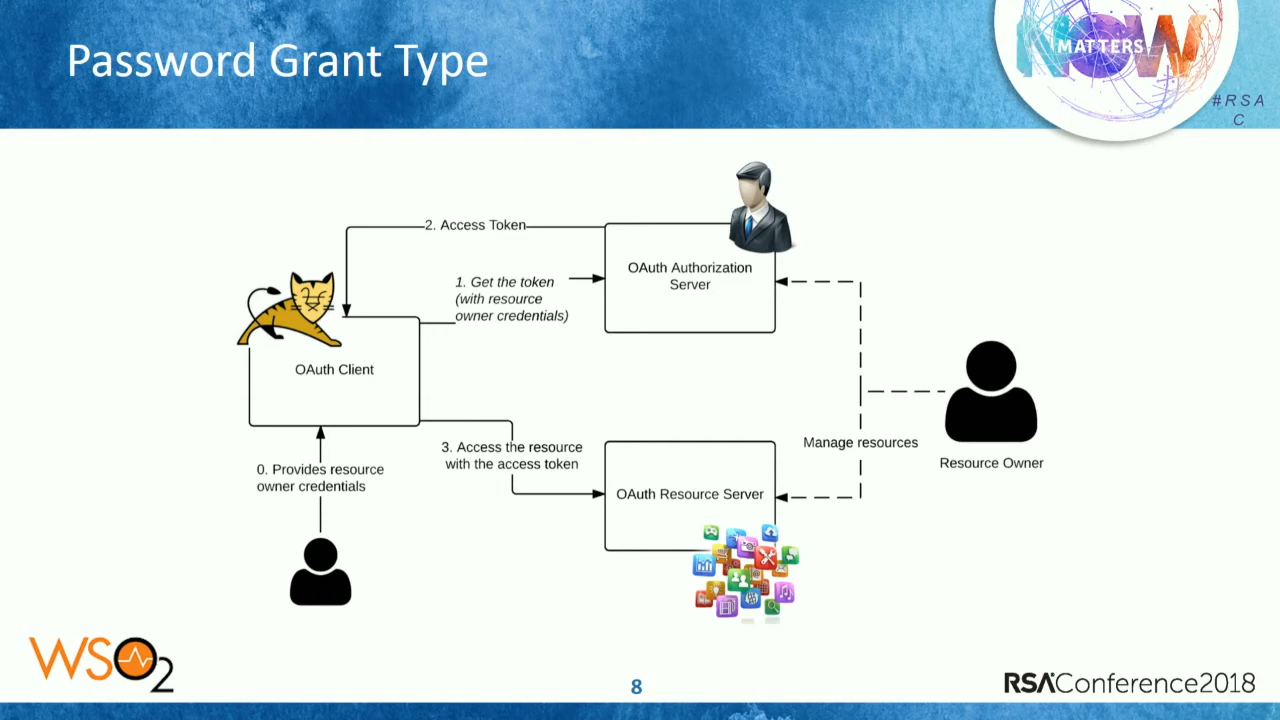 Password Grant Type
NOW
MATTERS
#RSA
C
2. Access Token
OAuth Authorization
Server
1. Get the token
(with resource
owner credentials)
OAuth Client
3. Access the resource
with the access token
Manage resources
Resource Owner
0. Provides resource
owner credentials
OAuth Resource Server
WSO2
8
RSAConference2018